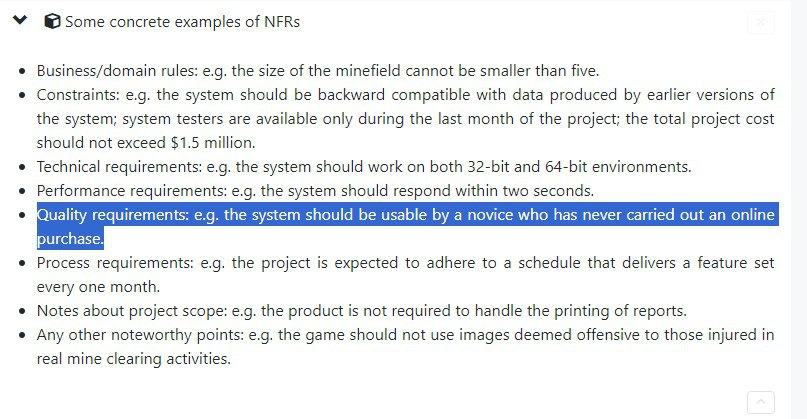 Some concrete examples of NFRs
• Business/domain rules: e.g. the size of the minefield cannot be smaller than five.
• Constraints: e.g. the system should be backward compatible with data produced by earlier versions of
the system; system testers are available only during the last month of the project; the total project cost
should not exceed $1.5 million.
• Technical requirements: e.g. the system should work on both 32-bit and 64-bit environments.
• Performance requirements: e.g. the system should respond within two seconds.
• Quality requirements: e.g. the system should be usable by a novice who has never carried out an online
purchase.
• Process requirements: e.g. the project is expected to adhere to a schedule that delivers a feature set
every one month.
• Notes about project scope: e.g. the product is not required to handle the printing of reports.
• Any other noteworthy points: e.g. the game should not use images deemed offensive to those injured in
real mine clearing activities.